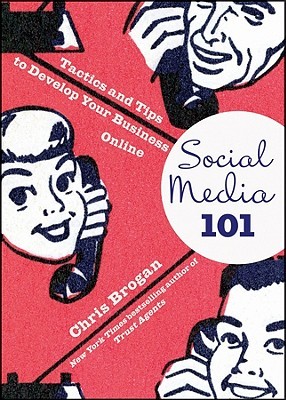 Tactics and Tips
to Develop Your Business
Online
Social
Media
101
Chris Brogan
New York Times bestselling author of
Trust Agents